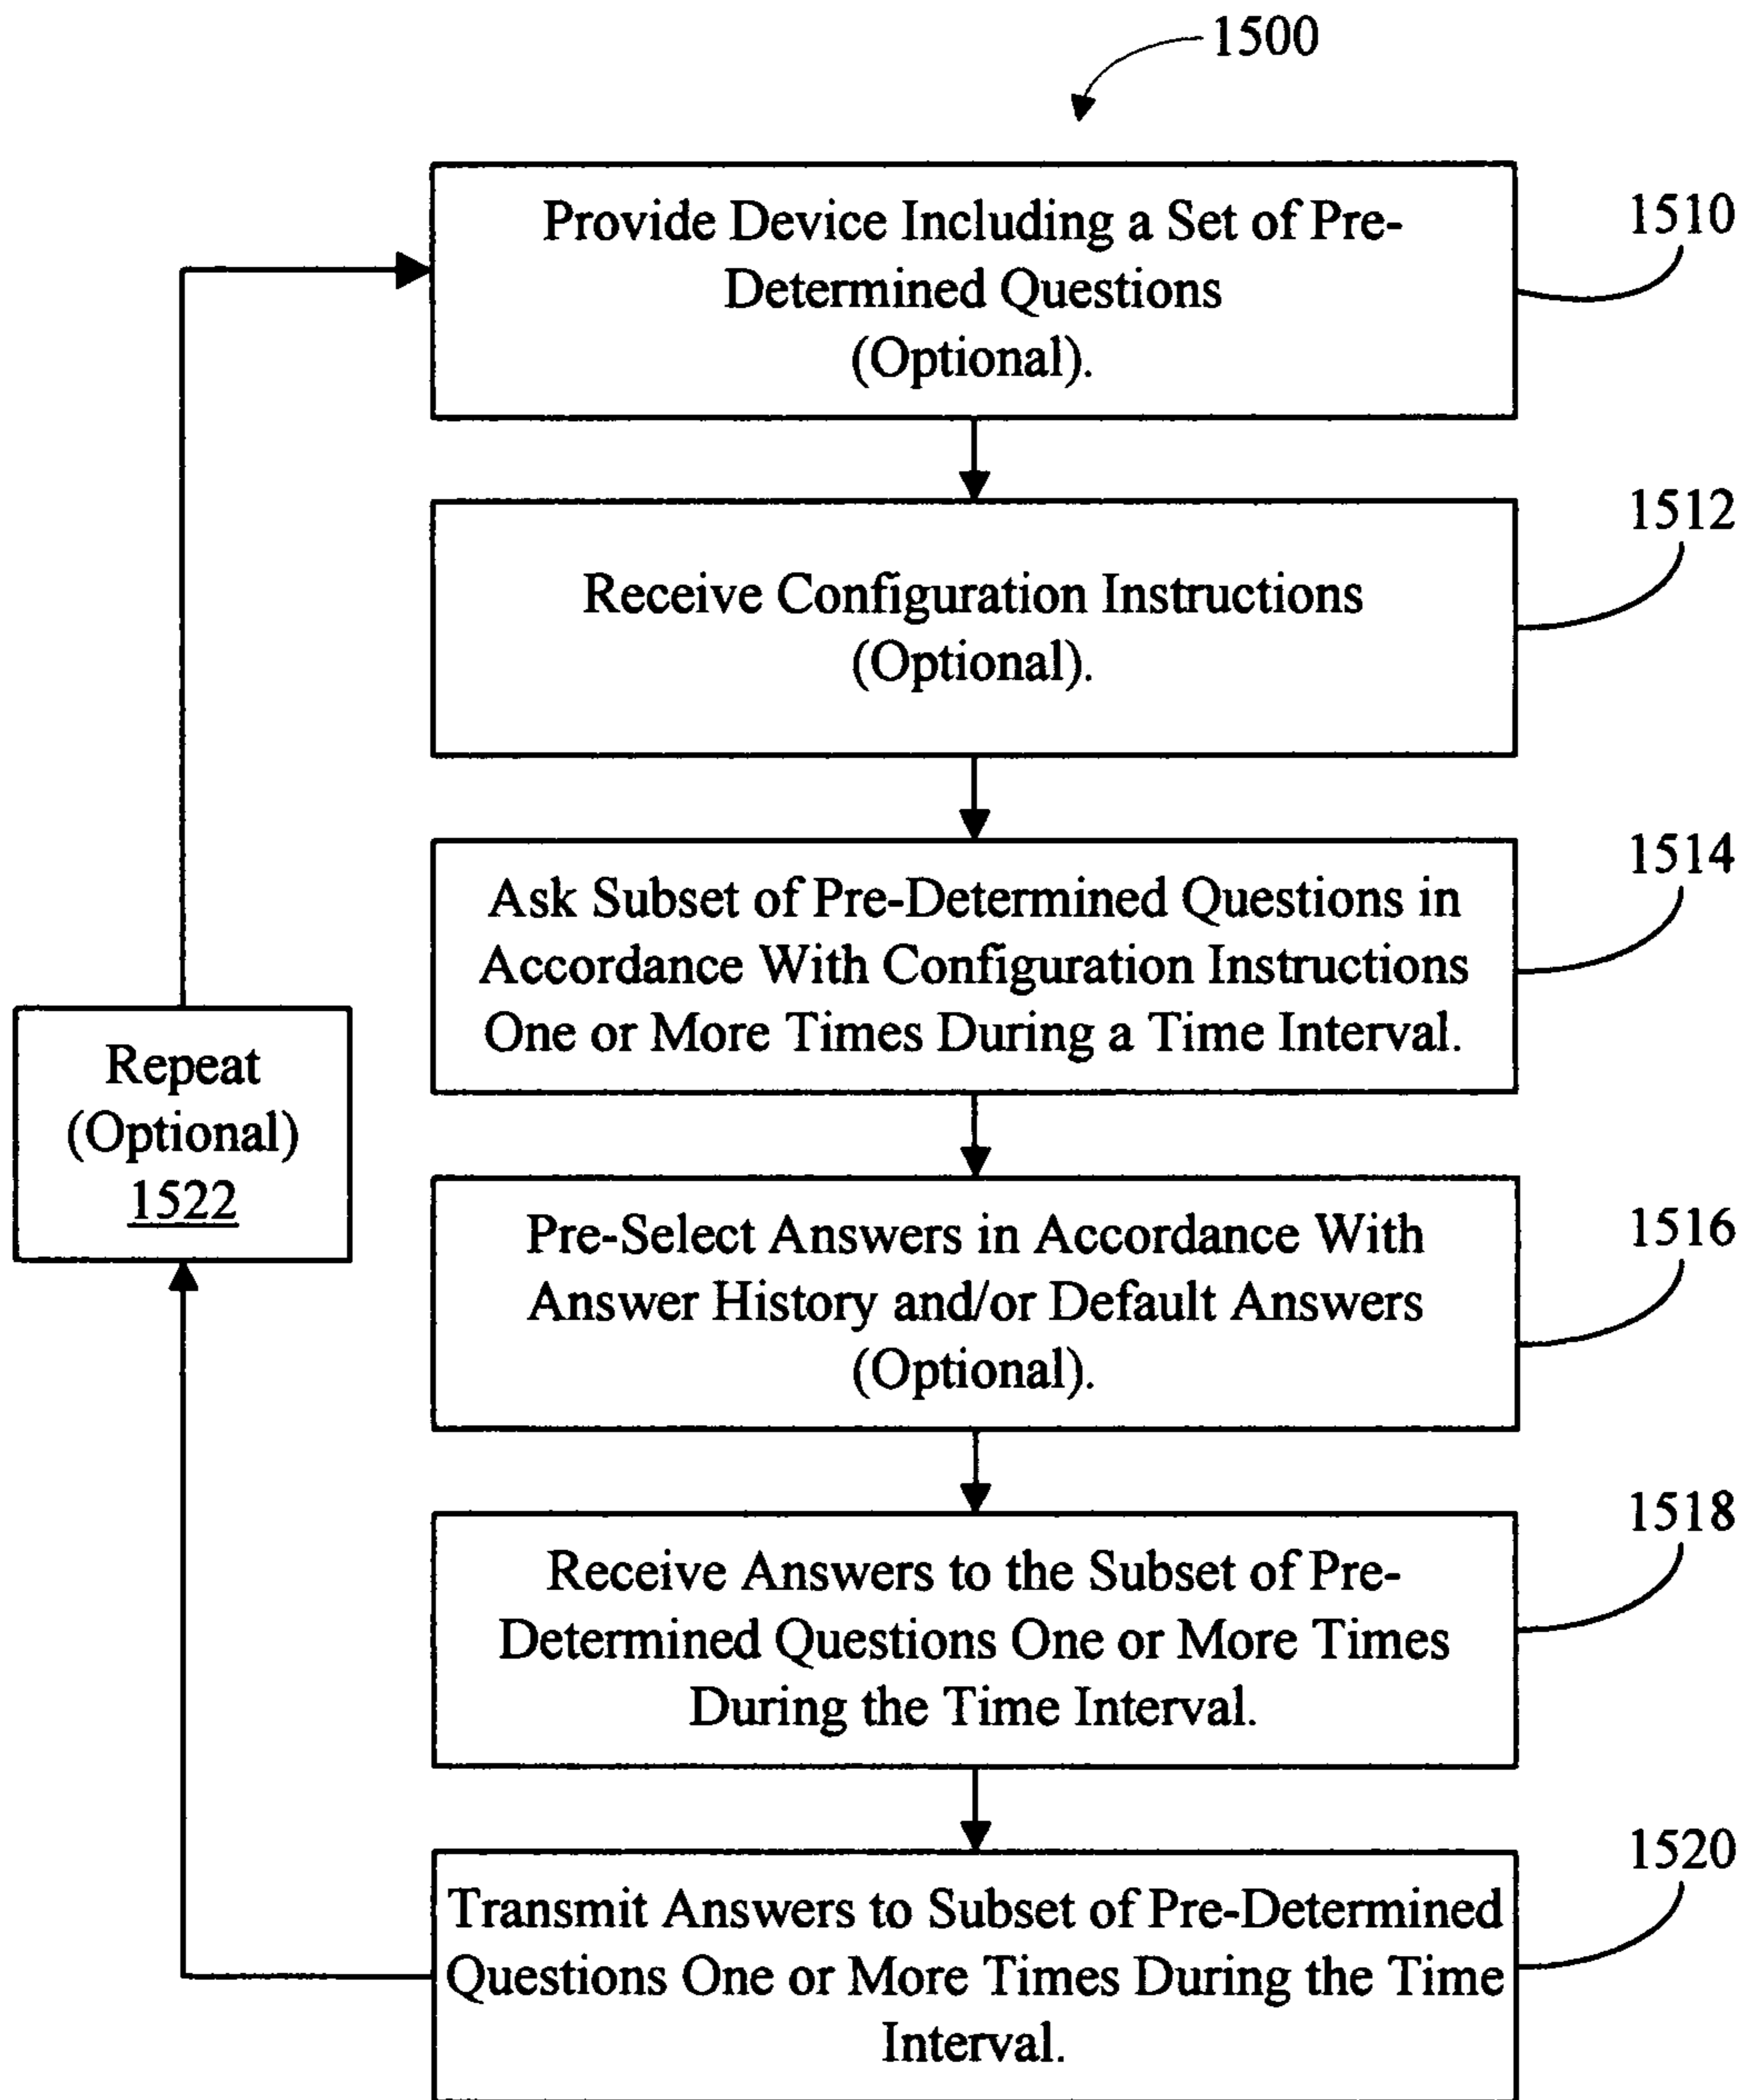 1500
Provide Device Including a Set of Pre-
Determined Questions
(Optional).
1510
Receive Configuration Instructions
(Optional).
1512
Ask Subset of Pre-Determined Questions in
Accordance With Configuration Instructions
One or More Times During a Time Interval.
1514
Repeat
(Optional)
1522
Pre-Select Answers in Accordance With
Answer History and/or Default Answers
(Optional).
1516
Receive Answers to the Subset of Pre-
Determined Questions One or More Times
During the Time Interval.
1518
Transmit Answers to Subset of Pre-Determined
Questions One or More Times During the Time
Interval.
1520